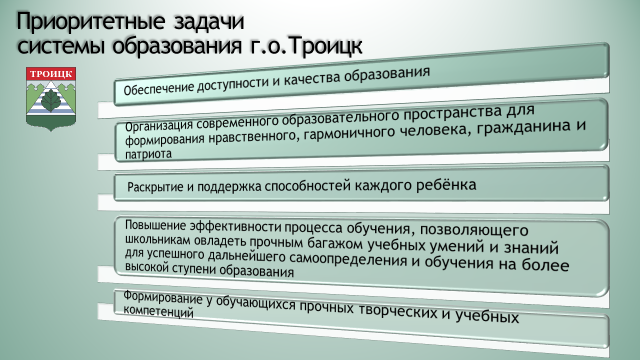 Приоритетные задачи
системы образования г.о.Троицк
ТРОИЦК
Обеспечение доступности и качества образования
Организация современного образовательного пространства для
формирования нравственного, гармоничного человека, гражданина и
патриота
Раскрытие и поддержка способностей каждого ребёнка
Повышение эффективности процесса обучения, позволяющего
школьникам овладеть прочным багажом учебных умений и знаний
для успешного дальнейшего самоопределения и обучения на более
высокой ступени образования
Формирование у обучающихся прочных творческих и учебных
компетенций